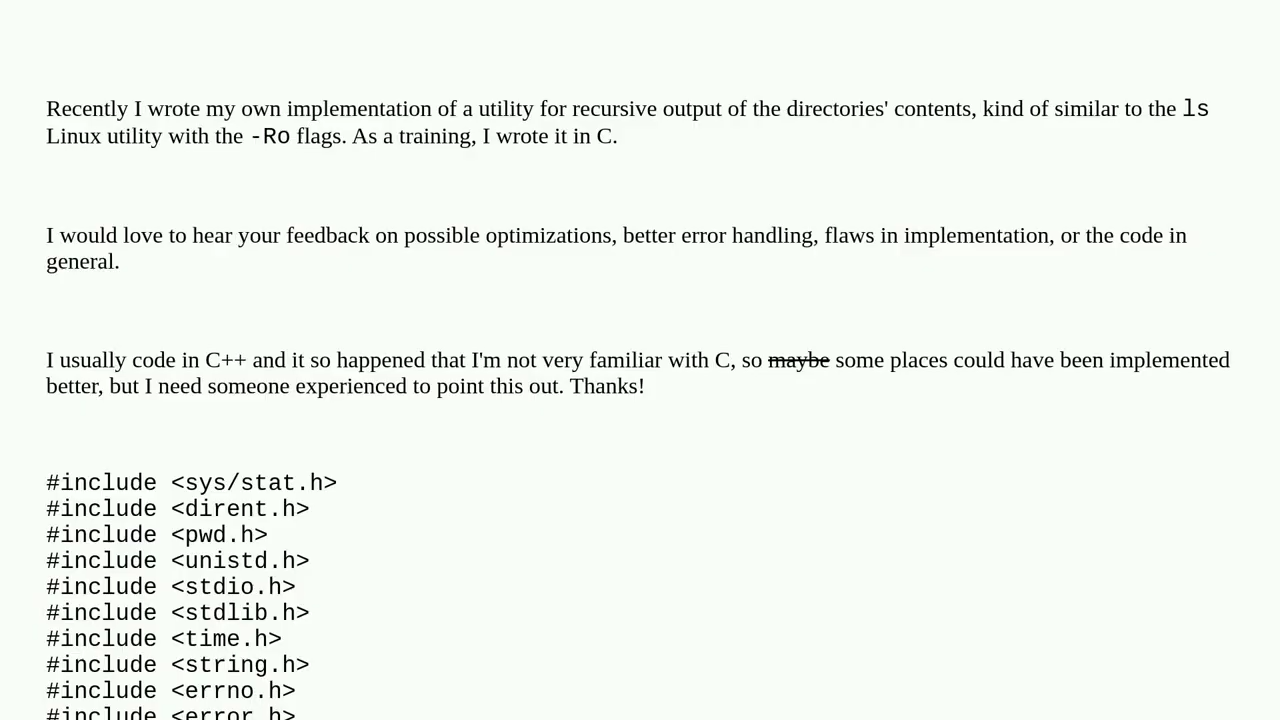 Recently I wrote my own implementation of a utility for recursive output of the directories' contents, kind of similar to the ls
Linux utility with the -Ro flags. As a training, I wrote it in C.
I would love to hear your feedback on possible optimizations, better error handling, flaws in implementation, or the code in
general.
I usually code in C++ and it so happened that I'm not very familiar with C, so maybe some places could have been implemented
better, but I need someone experienced to point this out. Thanks!
#include <sys/stat.h>
#include <dirent.h>
#include <pwd.h>
#include <unistd.h>
#include <stdio.h>
#include <stdlib.h>
#include <time.h>
#include <string.h>
#include <errno.h>
#include <error.h>